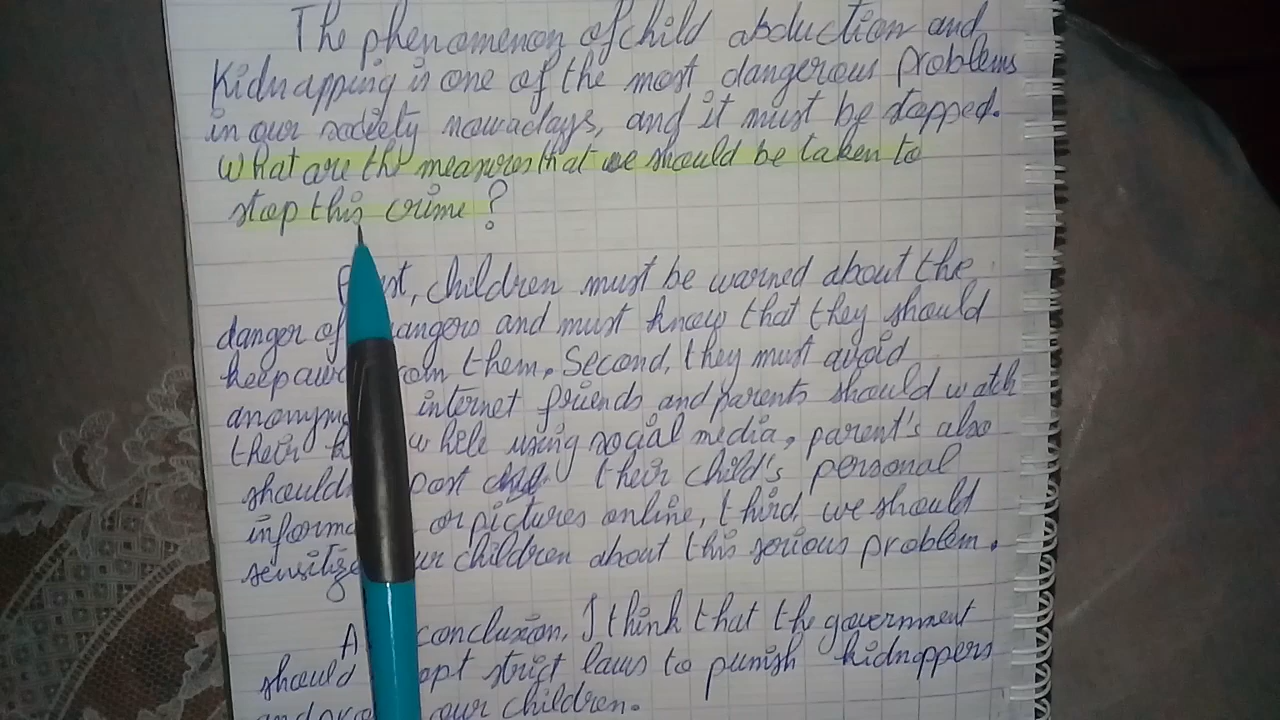 The phenomenon of child abduction and
Kidnapping is one of the most dangerous problems
in our society nowadays, and it must be stopped.
What are the measures that we should be taken to
stop this crime?
First, children must be warned about the
danger of and must know that they should
keep them. Second, they must avoid
internet friends and parents should watch
their while using social media, parent's also
should post their child's personal
or pictures online, third, we should
sensitize our children about this serious problem.
conclusion, I think that the government
should strict laws to punish kidnappers
and our children.